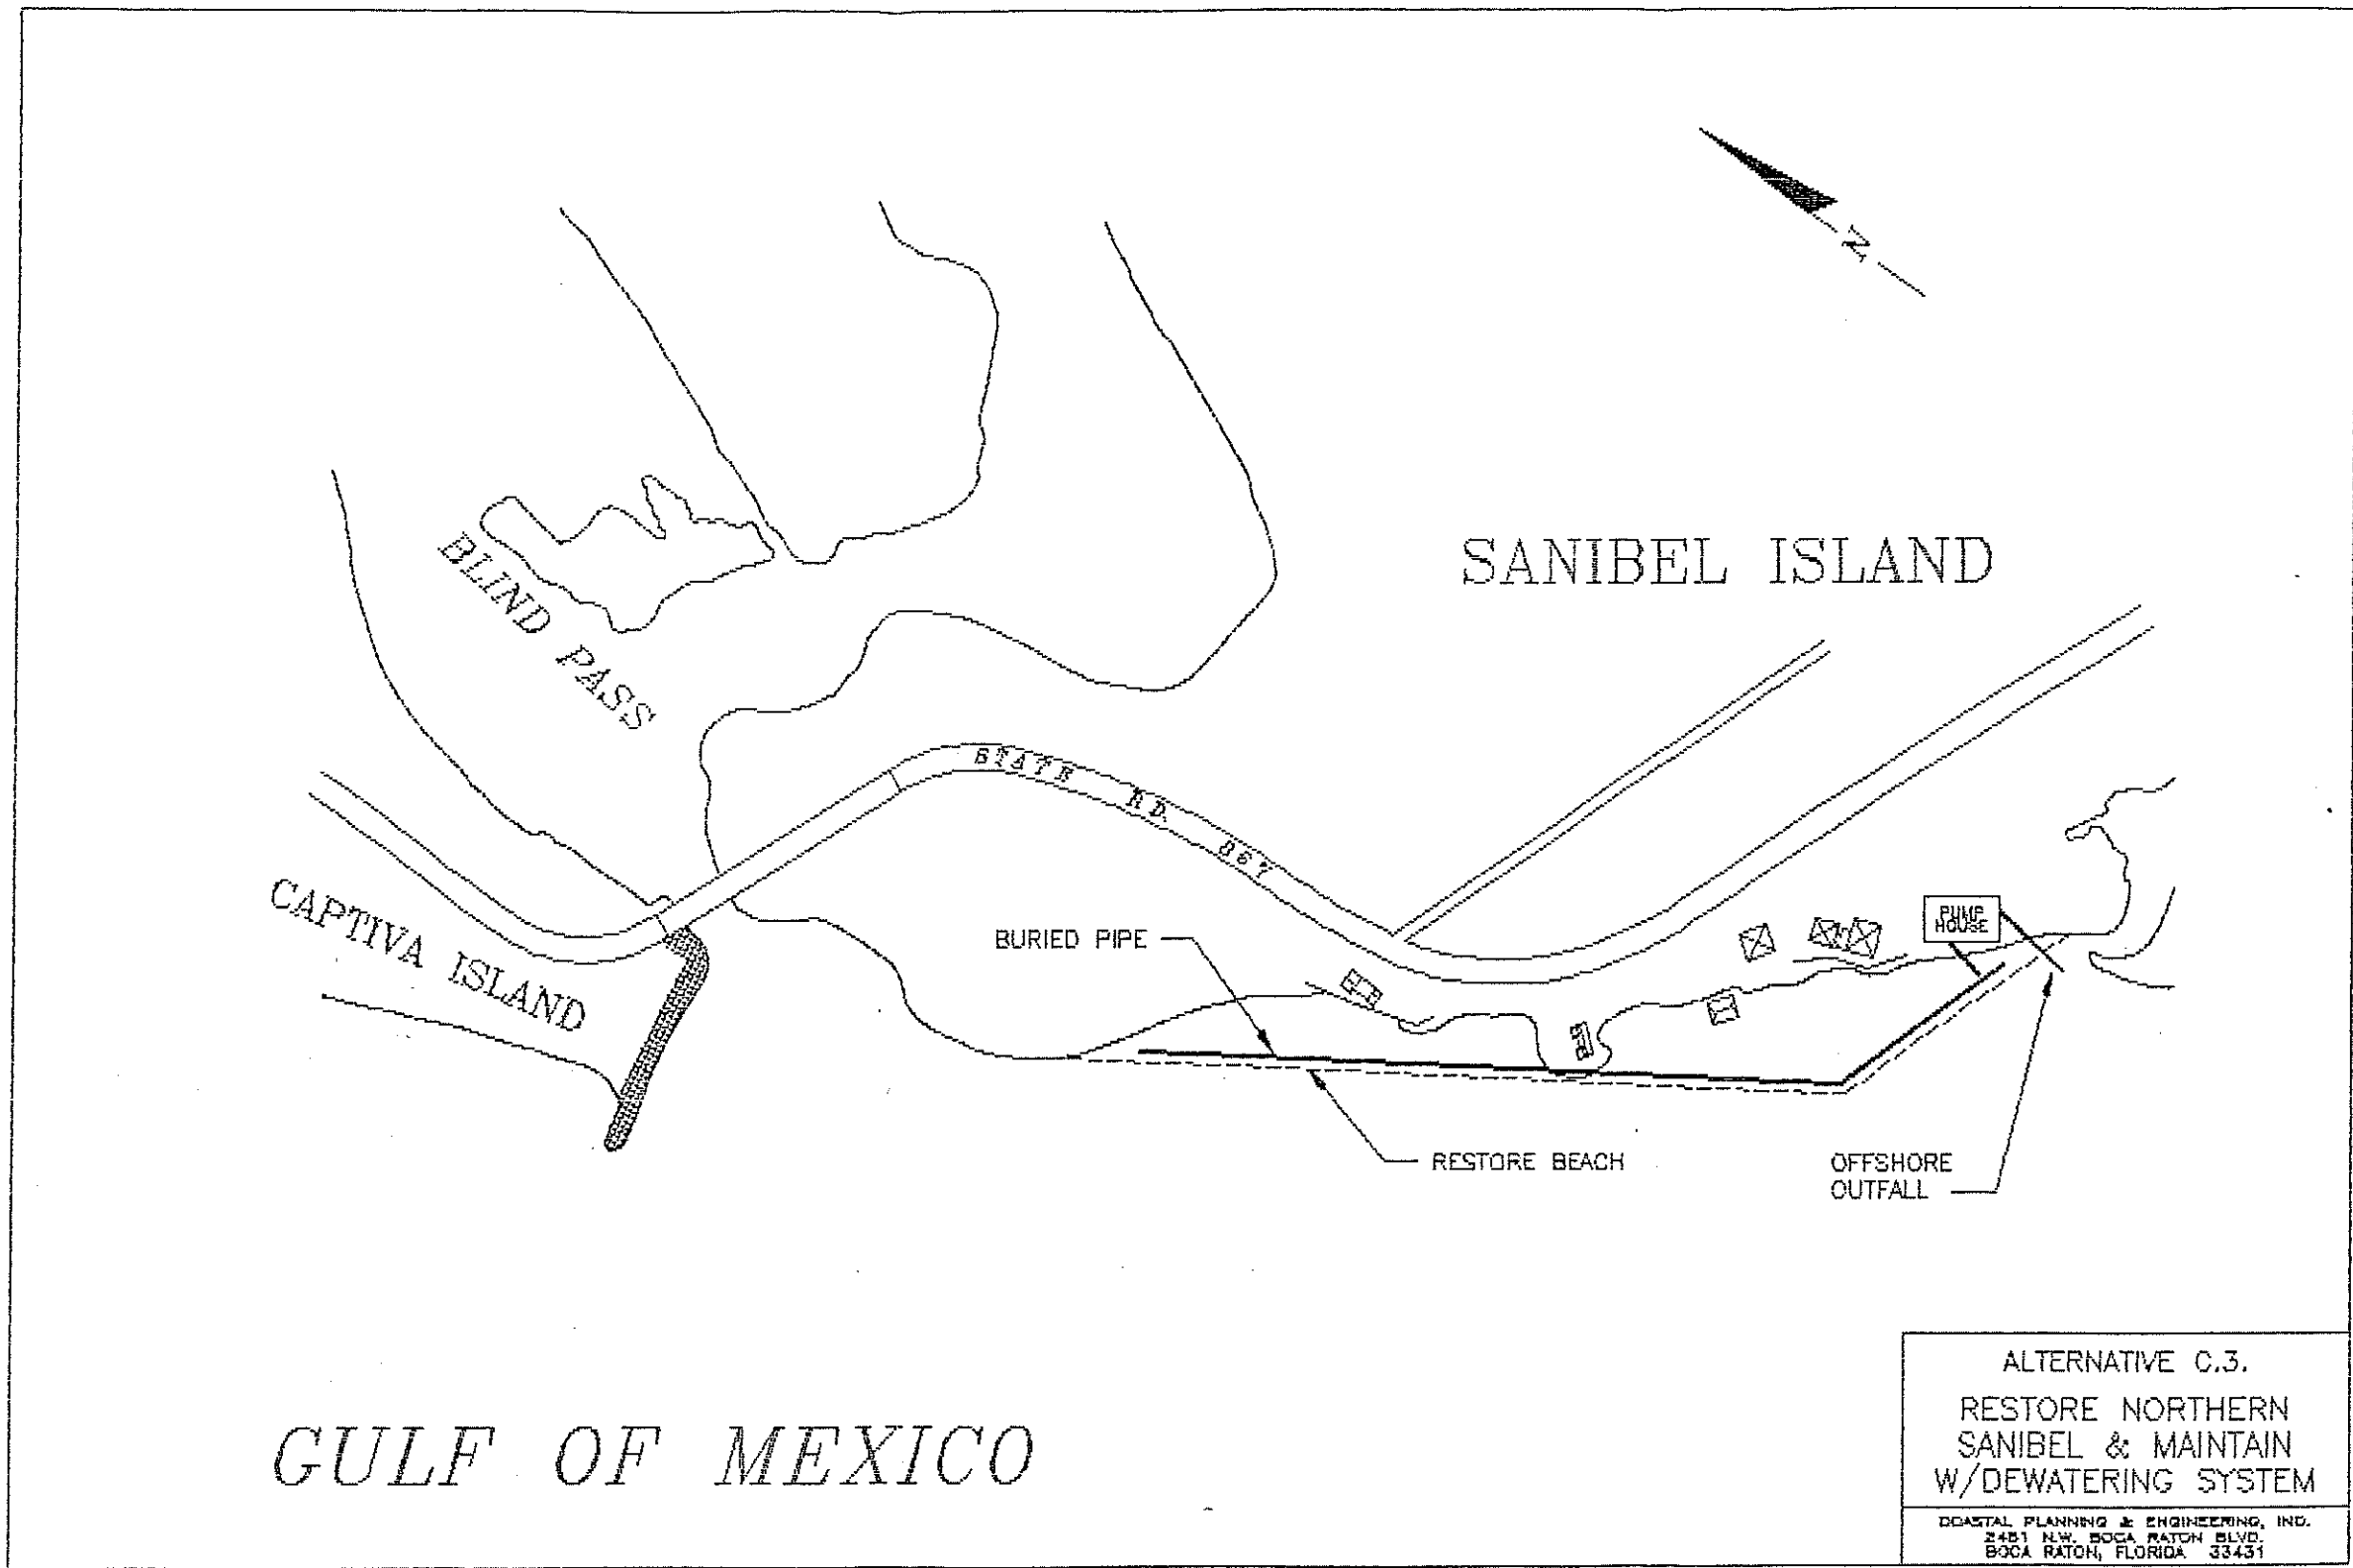 N
SANIBEL ISLAND
BLIND PASS
STATE RD. 867
CAPTIVA ISLAND
BURIED PIPE
PUMP
HOUSE
RESTORE BEACH
OFFSHORE
OUTFALL
GULF OF MEXICO
ALTERNATIVE C.3.
RESTORE NORTHERN
SANIBEL & MAINTAIN
W/DEWATERING SYSTEM
COASTAL PLANNING & ENGINEERING, INC.
2481 N.W. BOCA RATON BLVD.
BOCA RATON, FLORIDA 33431